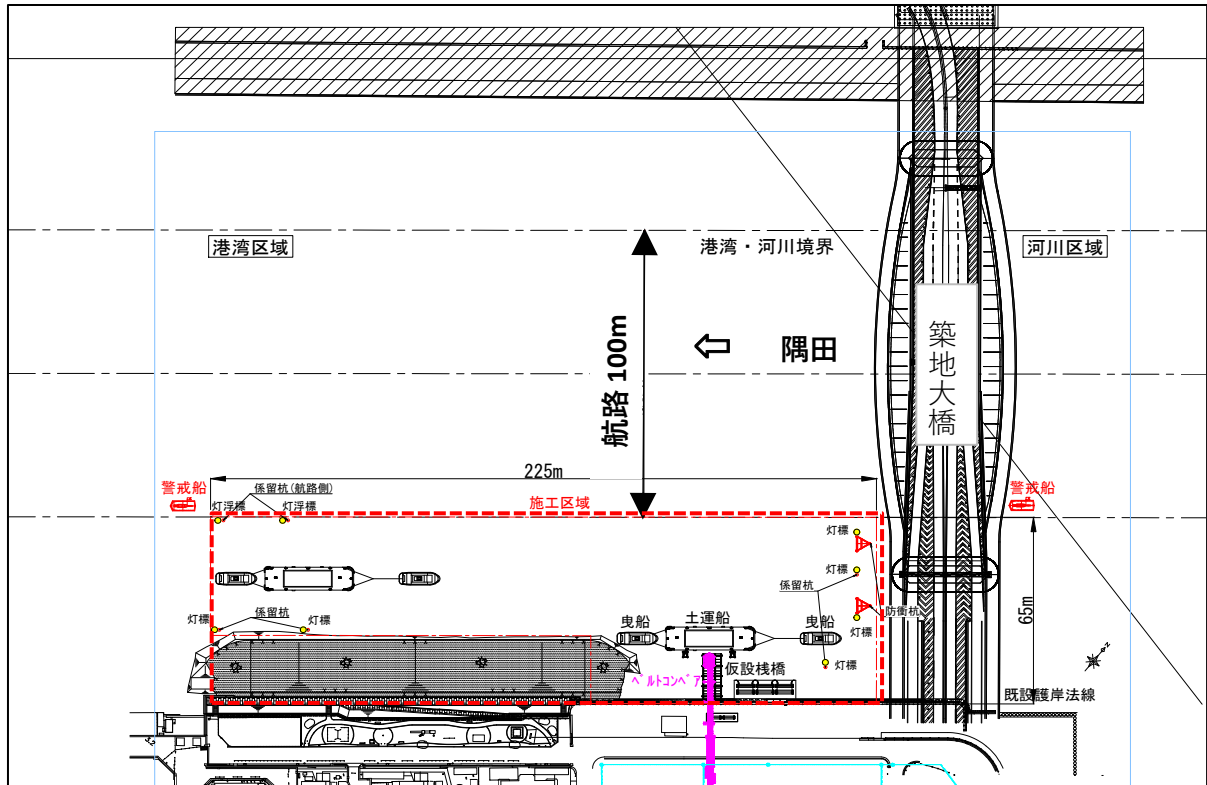 港湾区域
港湾・河川境界
河川区域
航路 100m
隅田
築地大橋
225m
警戒船
係留杭(航路側)
灯浮標
灯浮標
施工区域
警戒船
灯標
灯標
係留杭
防衝杭
灯標
65m
係留杭
灯標
灯標
曳船
土運船
曳船
灯標
仮設桟橋
ベルトコンベア
既設護岸法線
N